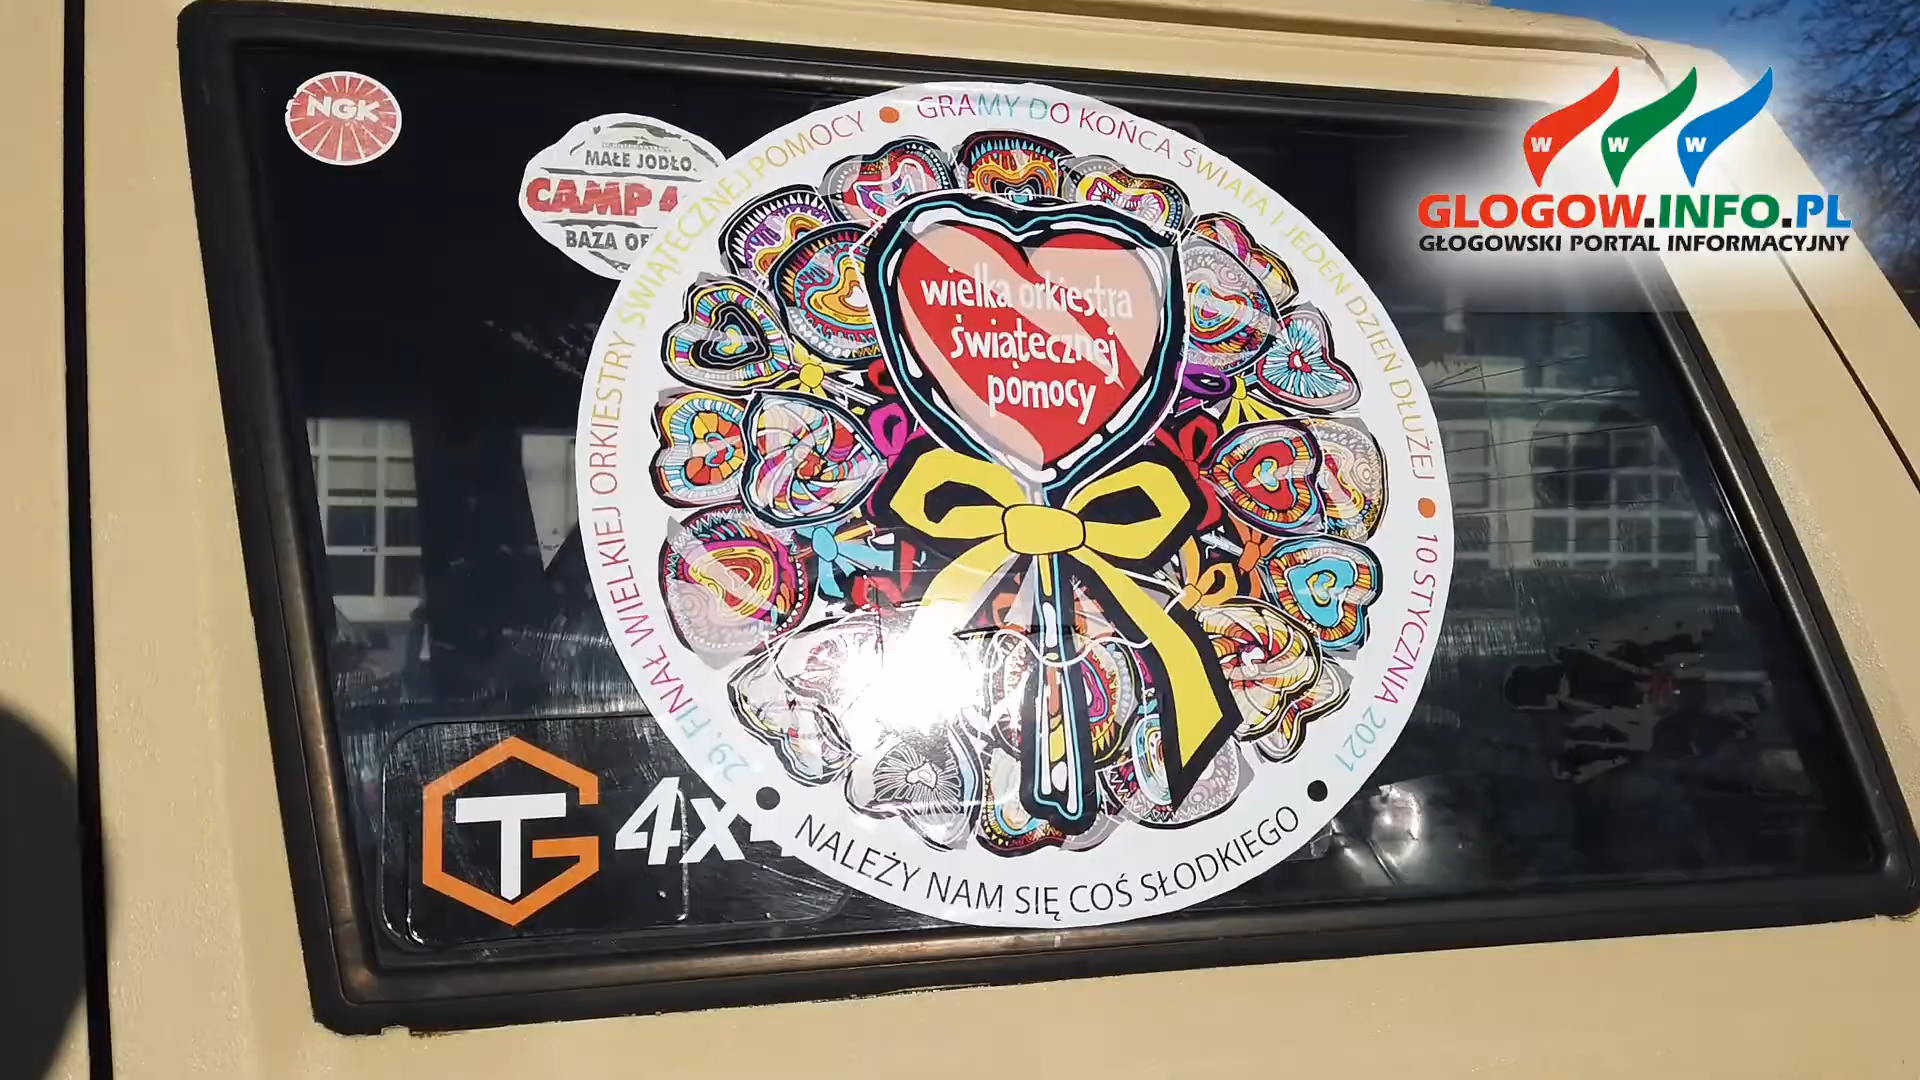 NGK
MAŁE JODŁO.
CAMP 4
BAZA OF
29. FINAŁ WIELKIEJ ORKIESTRY ŚWIĄTECZNEJ POMOCY • GRAMY DO KOŃCA ŚWIATA I JEDEN DZIEŃ DŁUŻEJ • 10 STYCZNIA 2021
wielka orkiestra
świątecznej
pomocy
NALEŻY NAM SIĘ COŚ SŁODKIEGO
TG 4x4
W W W
GLOGOW.INFO.PL
GŁOGOWSKI PORTAL INFORMACYJNY